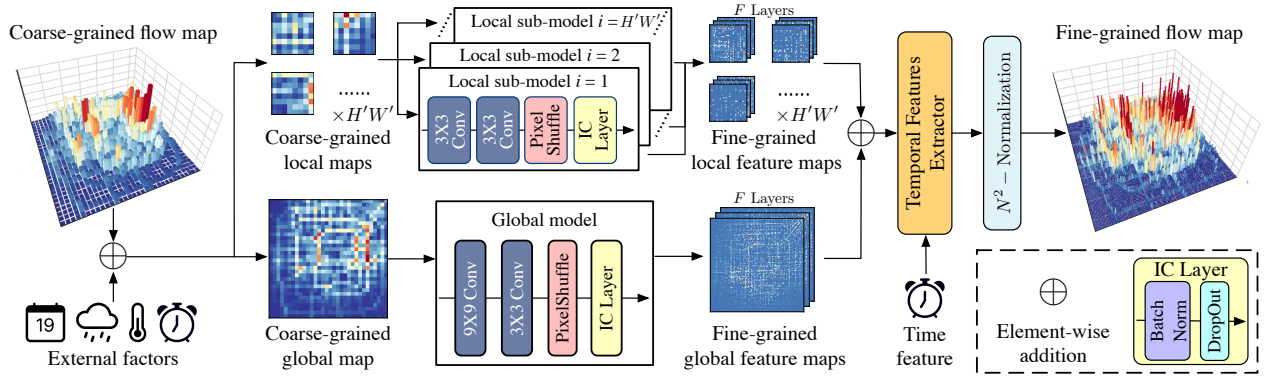 Coarse-grained flow map
19
External factors
......
×H′W′
Coarse-grained
local maps
Coarse-grained
global map
Local sub-model i = H′W′
Local sub-model i = 2
Local sub-model i = 1
3X3
Conv
3X3
Conv
Pixel
Shuffle
IC
Layer
Global model
9X9 Conv
3X3 Conv
PixelShuffle
IC Layer
F Layers
......
×H′W′
Fine-grained
local feature maps
F Layers
Fine-grained
global feature maps
Temporal Features
Extractor
Time
feature
N² − Normalization
Fine-grained flow map
Element-wise
addition
IC Layer
Batch
Norm
DropOut